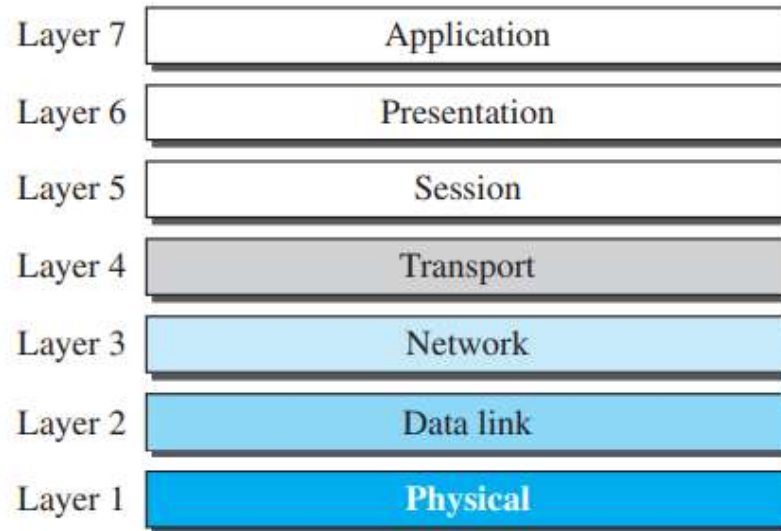 Layer 7 Application
Layer 6 Presentation
Layer 5 Session
Layer 4 Transport
Layer 3 Network
Layer 2 Data link
Layer 1 Physical